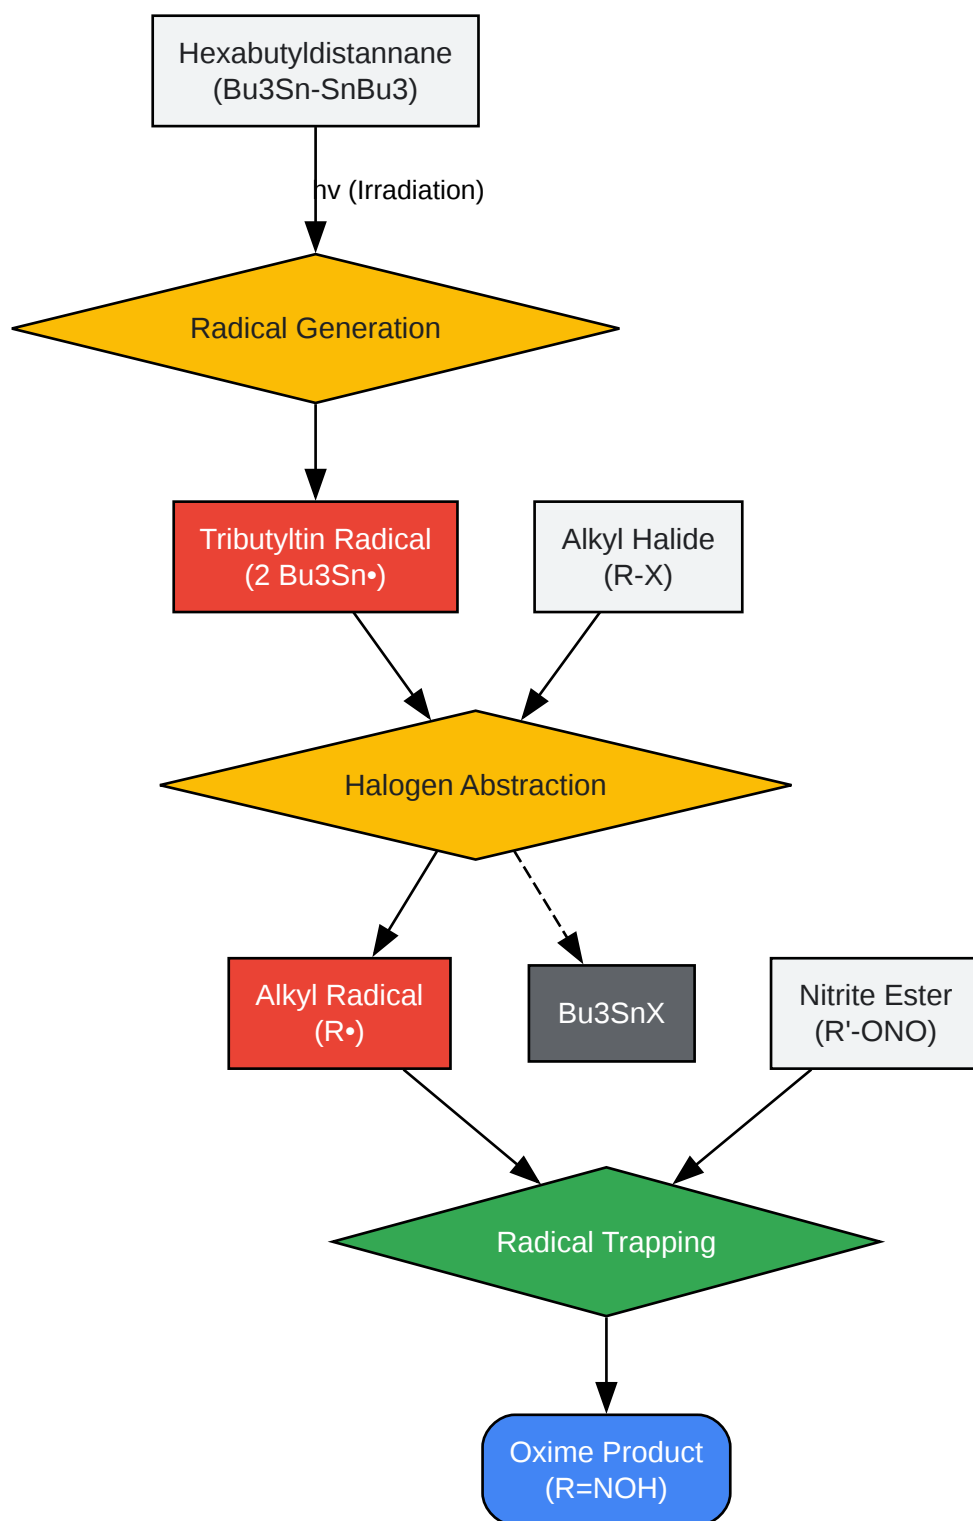 Hexabutyldistannane
(Bu3Sn-SnBu3)
hv (Irradiation)
Radical Generation
Tributyltin Radical
(2 Bu3Sn•)
Alkyl Halide
(R-X)
Halogen Abstraction
Alkyl Radical
(R•)
Bu3SnX
Nitrite Ester
(R'-ONO)
Radical Trapping
Oxime Product
(R=NOH)